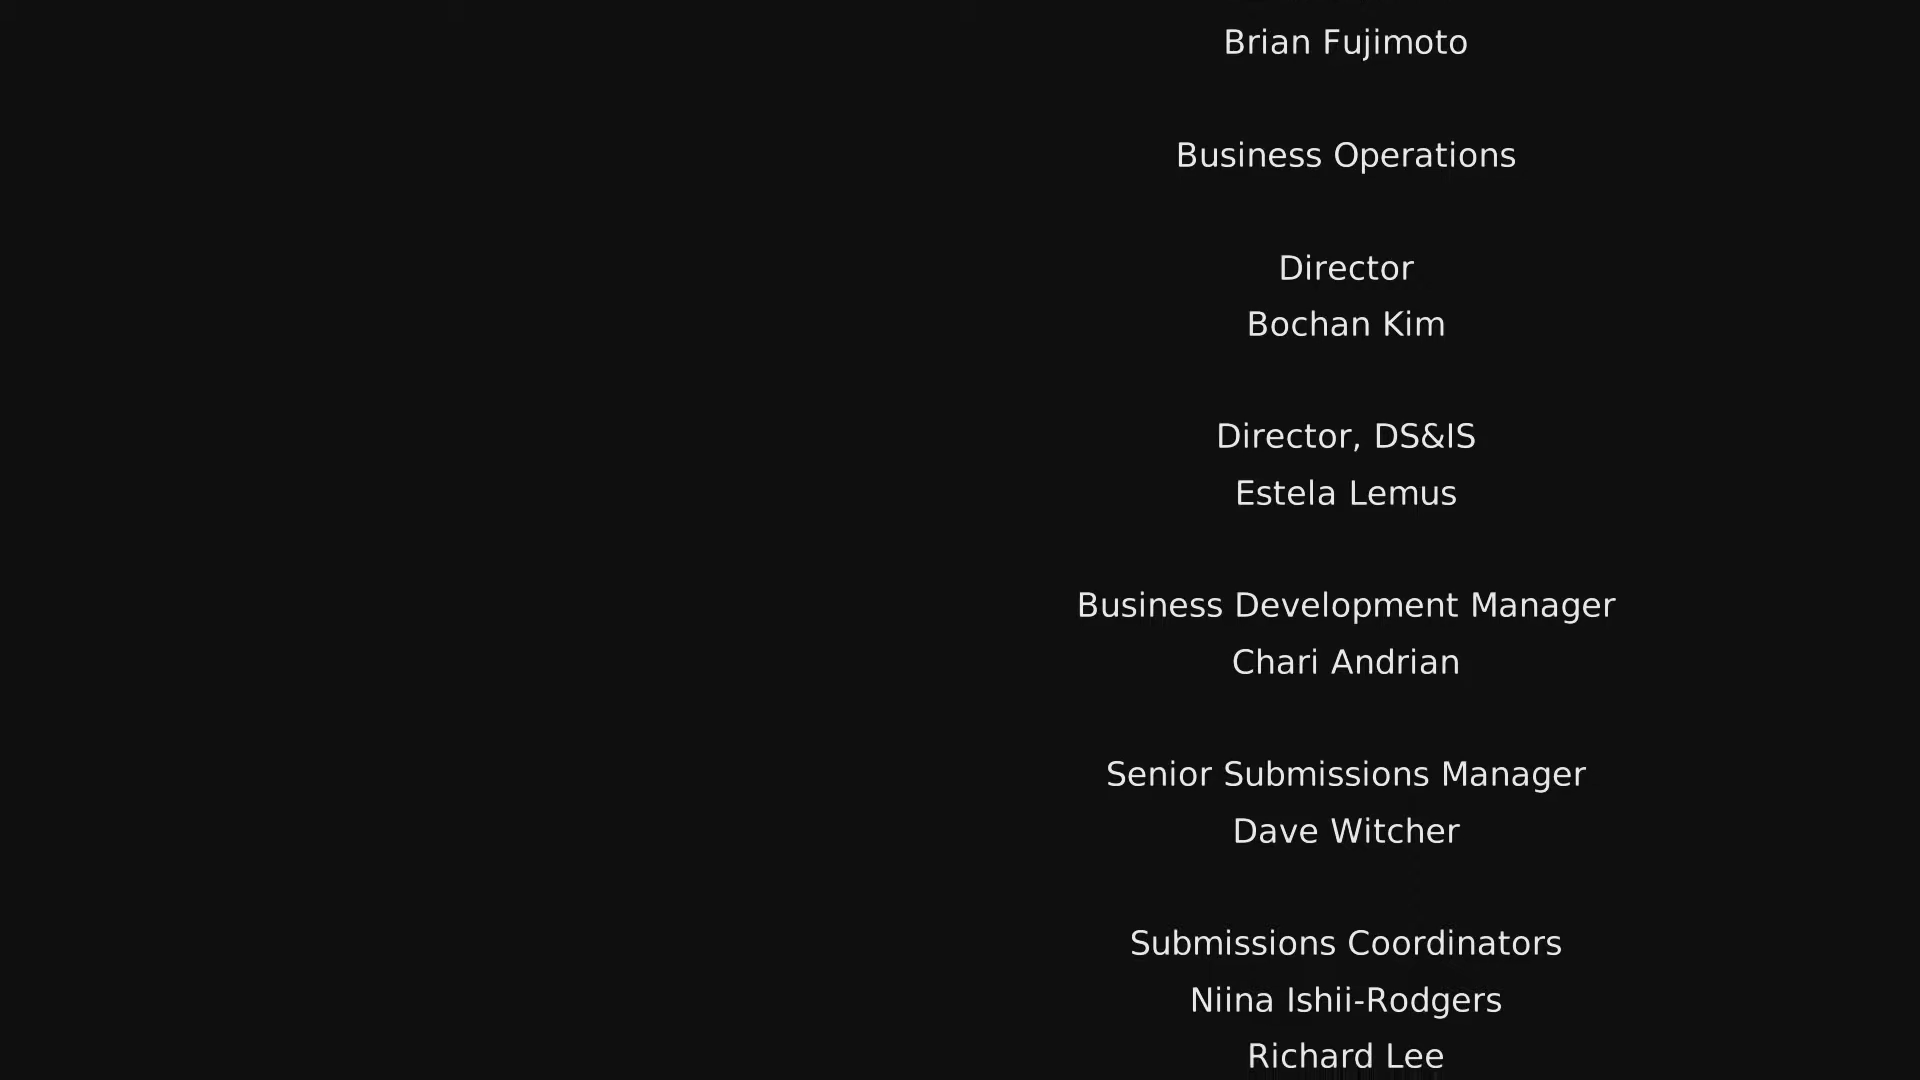 Brian Fujimoto
Business Operations
Director
Bochan Kim
Director, DS&IS
Estela Lemus
Business Development Manager
Chari Andrian
Senior Submissions Manager
Dave Witcher
Submissions Coordinators
Niina Ishii-Rodgers
Richard Lee